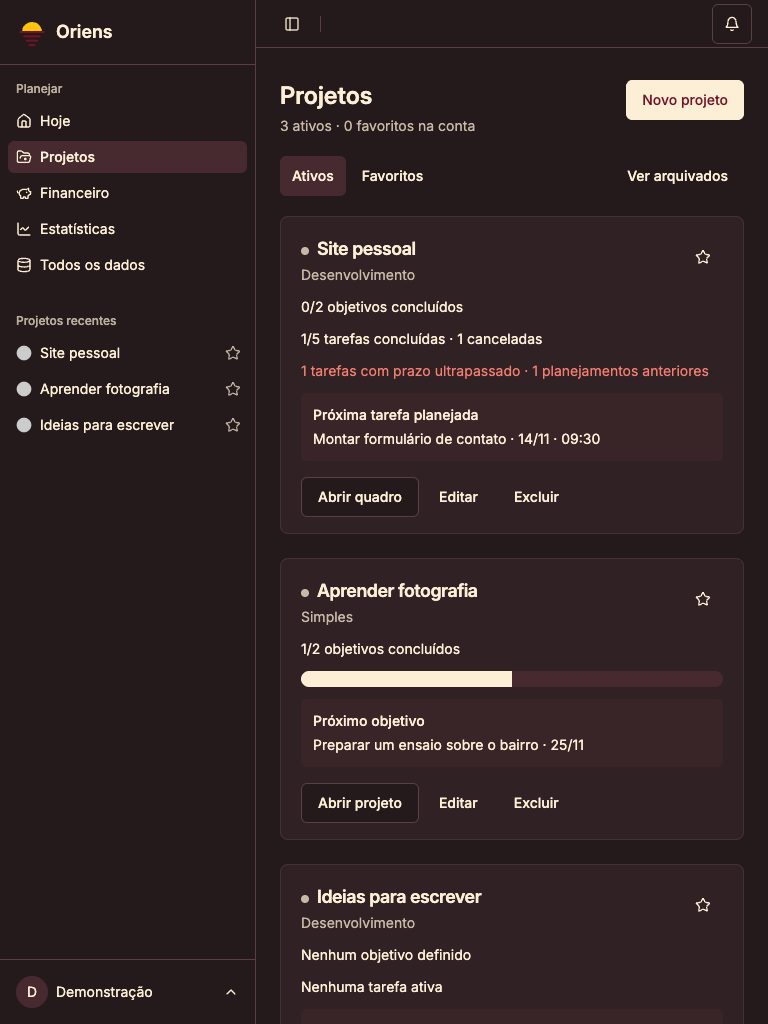 Oriens
Planejar
Hoje
Projetos
Financeiro
Estatísticas
Todos os dados
Projetos recentes
Site pessoal
Aprender fotografia
Ideias para escrever
D Demonstração
Projetos
3 ativos · 0 favoritos na conta
Novo projeto
Ativos Favoritos Ver arquivados
Site pessoal
Desenvolvimento
0/2 objetivos concluídos
1/5 tarefas concluídas · 1 canceladas
1 tarefas com prazo ultrapassado · 1 planejamentos anteriores
Próxima tarefa planejada
Montar formulário de contato · 14/11 · 09:30
Abrir quadro Editar Excluir
Aprender fotografia
Simples
1/2 objetivos concluídos
Próximo objetivo
Preparar um ensaio sobre o bairro · 25/11
Abrir projeto Editar Excluir
Ideias para escrever
Desenvolvimento
Nenhum objetivo definido
Nenhuma tarefa ativa